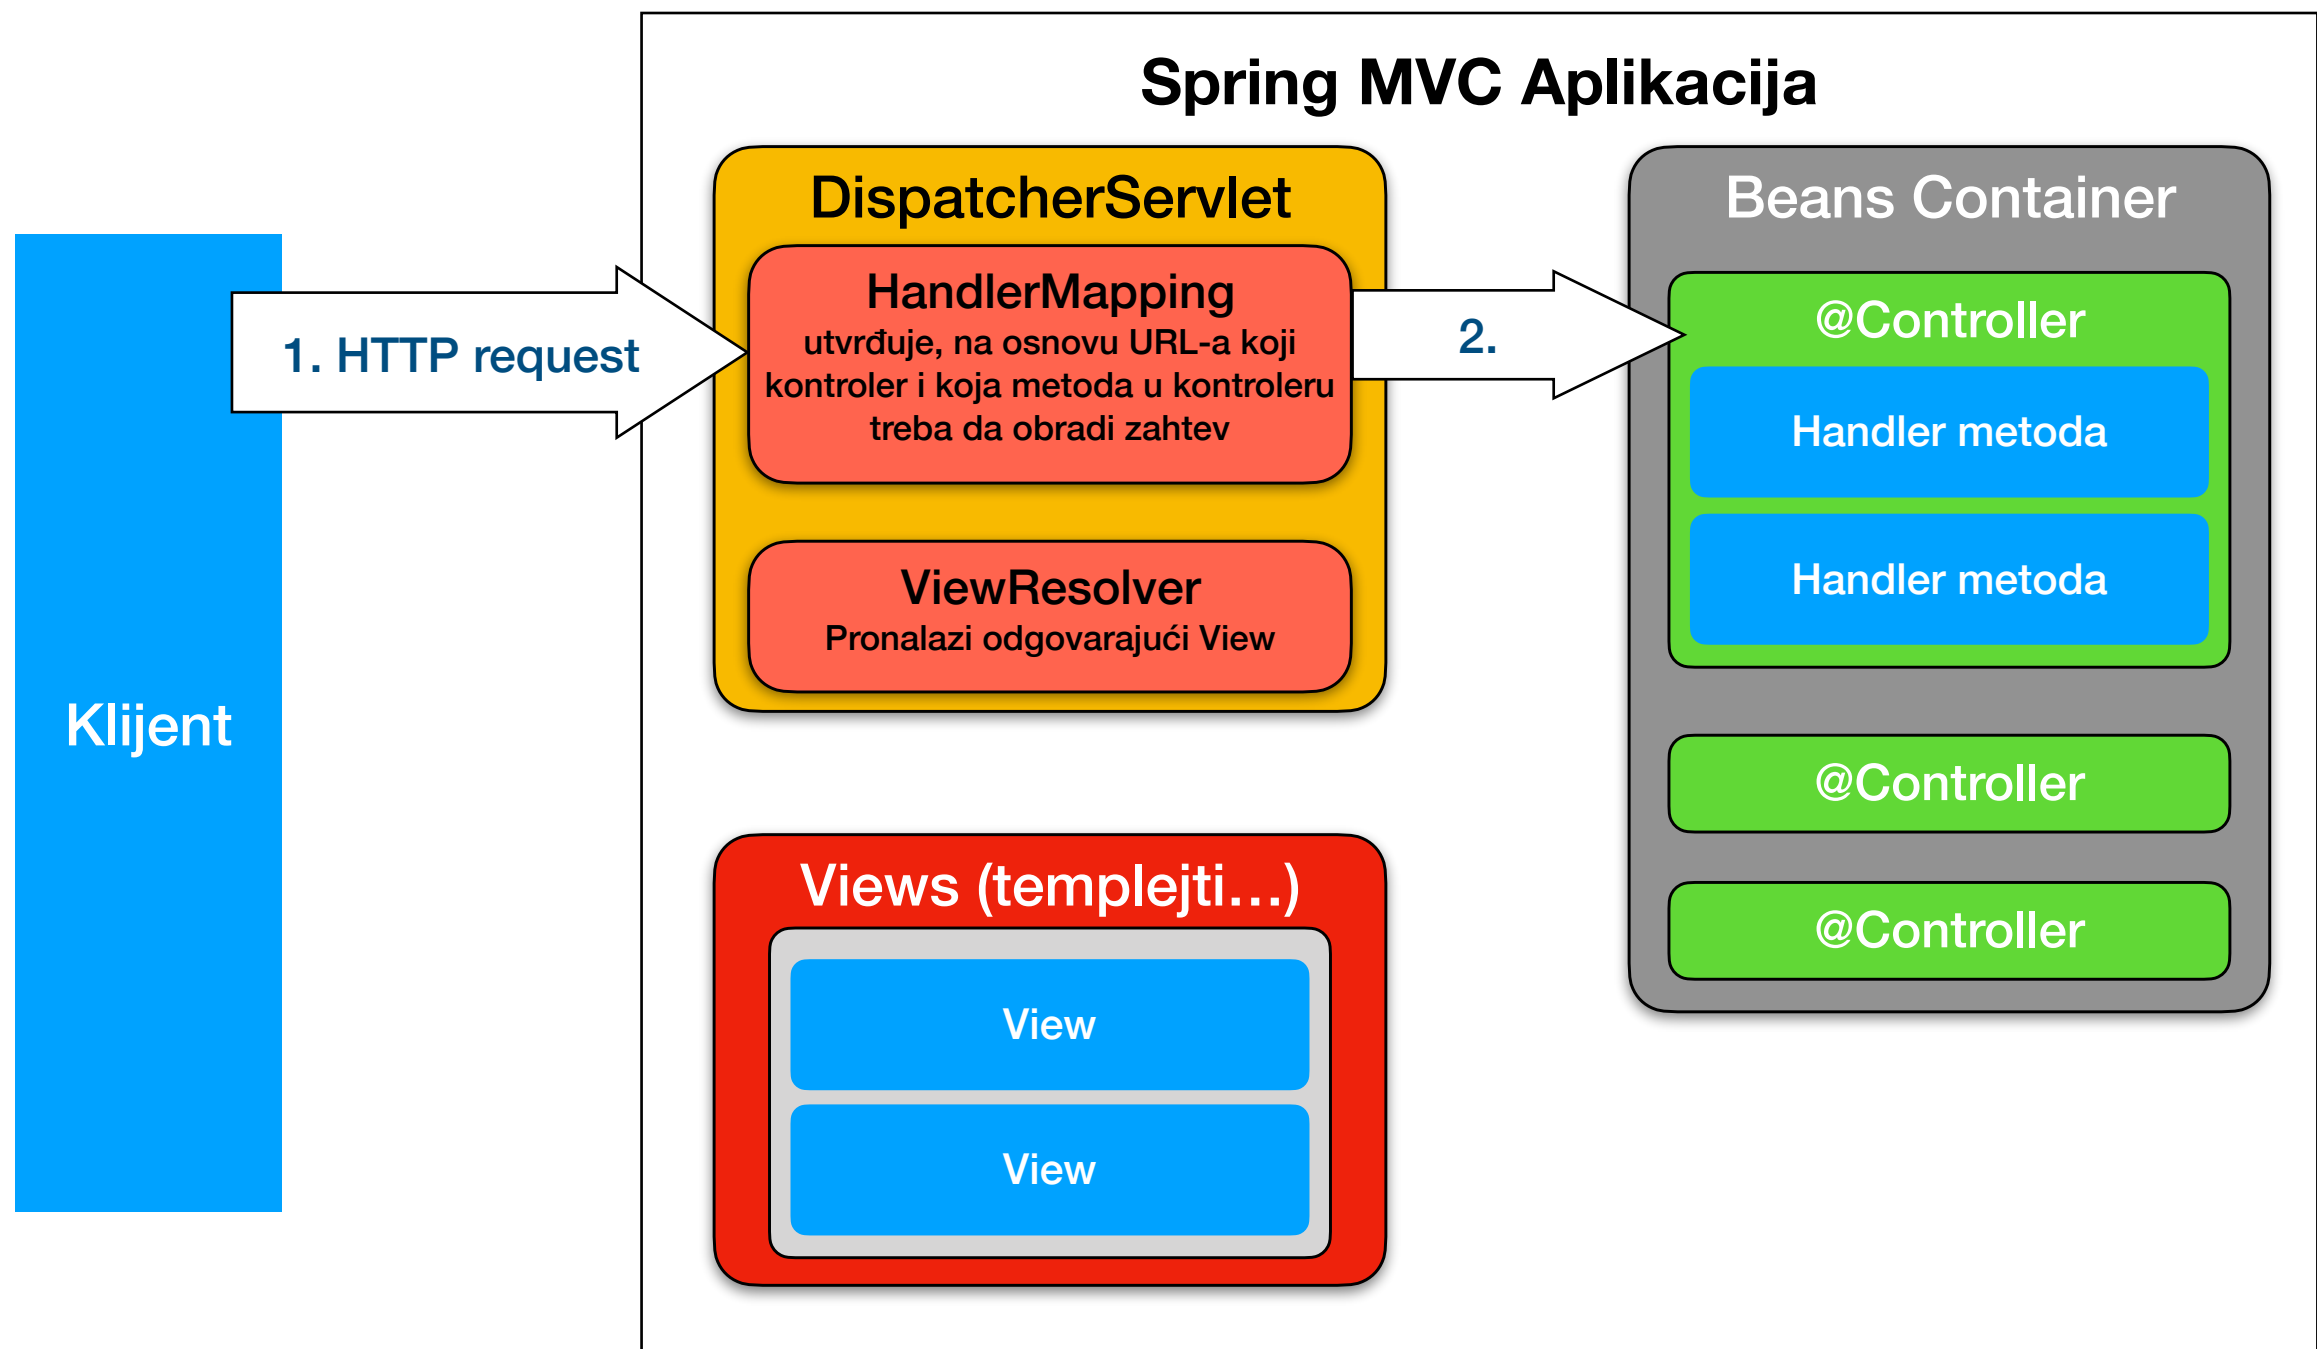 Spring MVC Aplikacija
Klijent
1. HTTP request
DispatcherServlet
HandlerMapping
utvrđuje, na osnovu URL-a koji
kontroler i koja metoda u kontroleru
treba da obradi zahtev
ViewResolver
Pronalazi odgovarajući View
2.
Beans Container
@Controller
Handler metoda
Handler metoda
@Controller
@Controller
Views (templejti...)
View
View